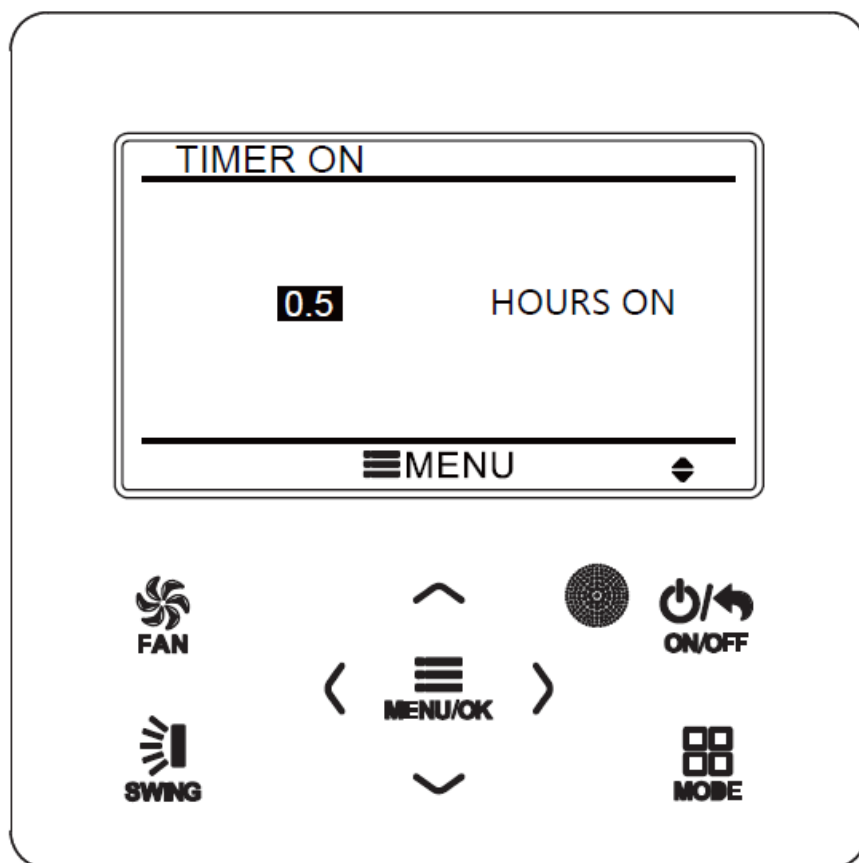 TIMER ON
0.5 HOURS ON
MENU
FAN
ON/OFF
MENU/OK
SWING
MODE